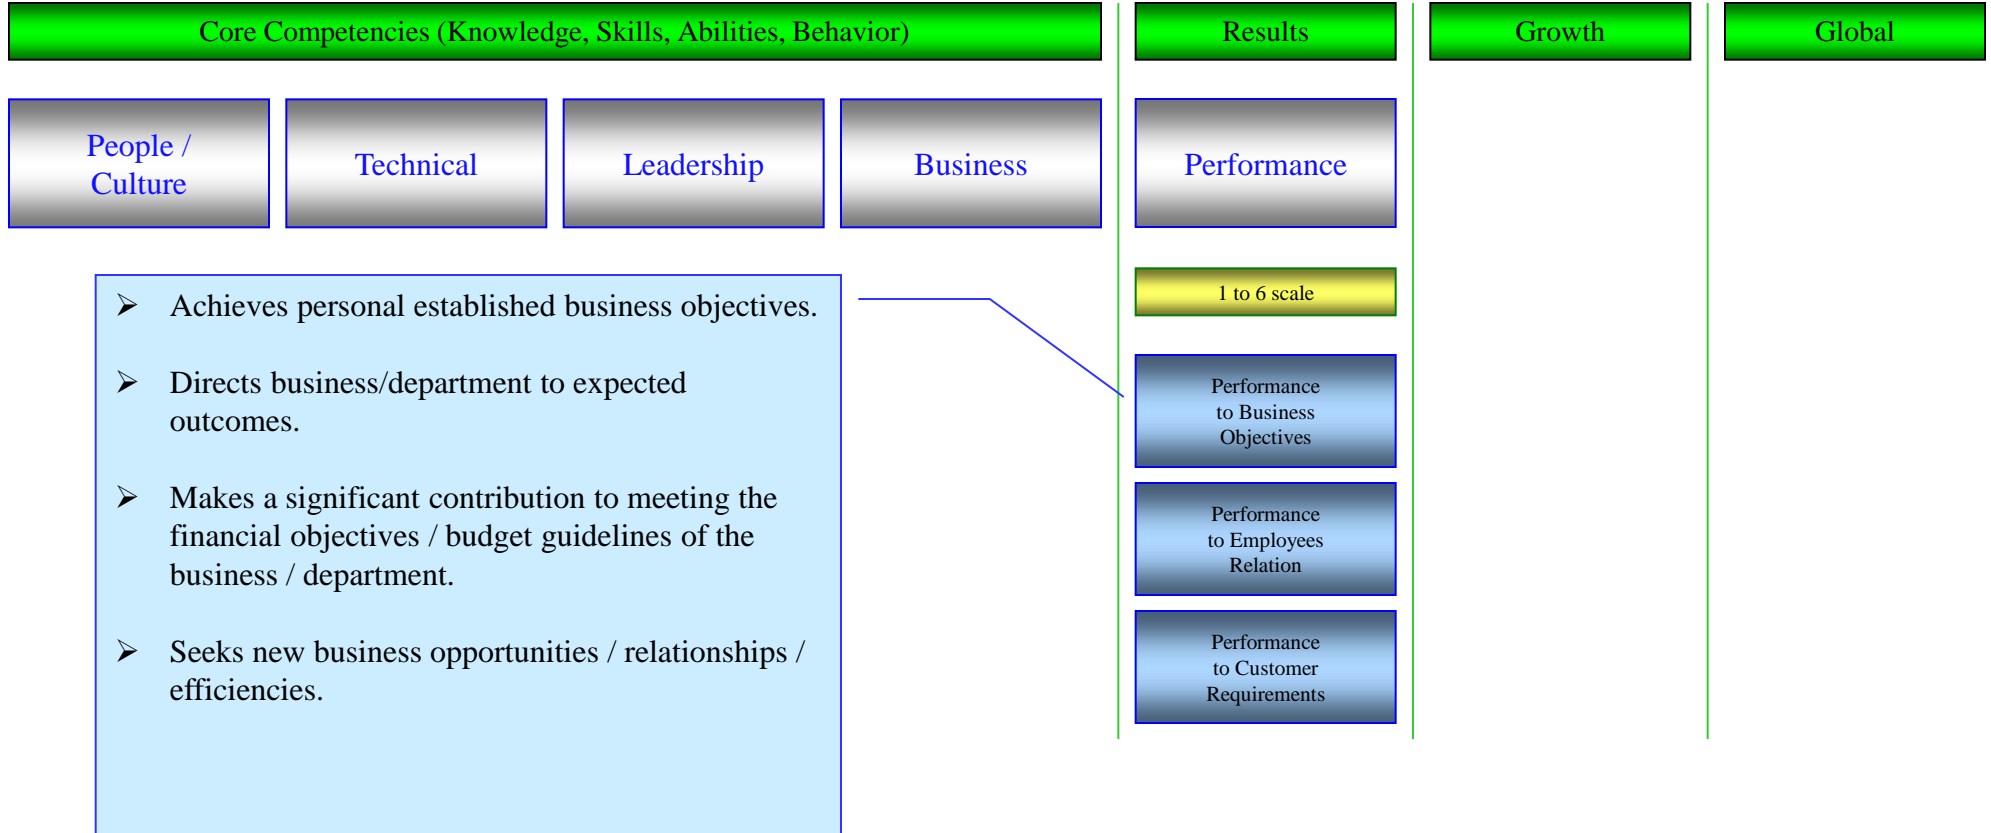 Core Competencies (Knowledge, Skills, Abilities, Behavior)
Results
Growth
Global
People /
Culture
Technical
Leadership
Business
Performance
➢ Achieves personal established business objectives.
➢ Directs business/department to expected
outcomes.
➢ Makes a significant contribution to meeting the
financial objectives / budget guidelines of the
business / department.
➢ Seeks new business opportunities / relationships /
efficiencies.
1 to 6 scale
Performance
to Business
Objectives
Performance
to Employees
Relation
Performance
to Customer
Requirements